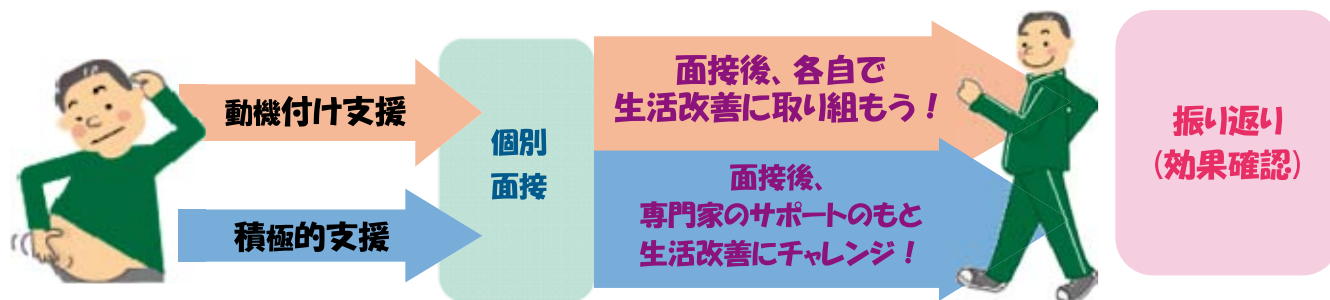 動機付け支援
積極的支援
個別
面接
面接後、各自で
生活改善に取り組もう！
面接後、
専門家のサポートのもと
生活改善にチャレンジ！
振り返り
(効果確認)